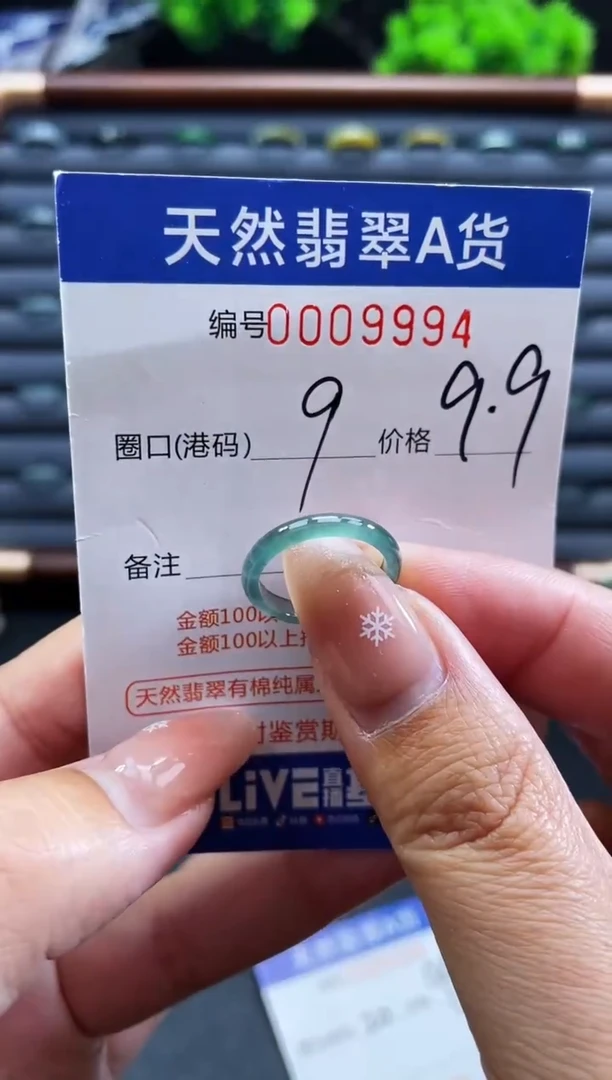 天然翡翠A货
编号0009994
圈口(港码) 9 价格 9.9
备注
金额100以
金额100以上
天然翡翠有棉纯属
鉴赏期
LiVE